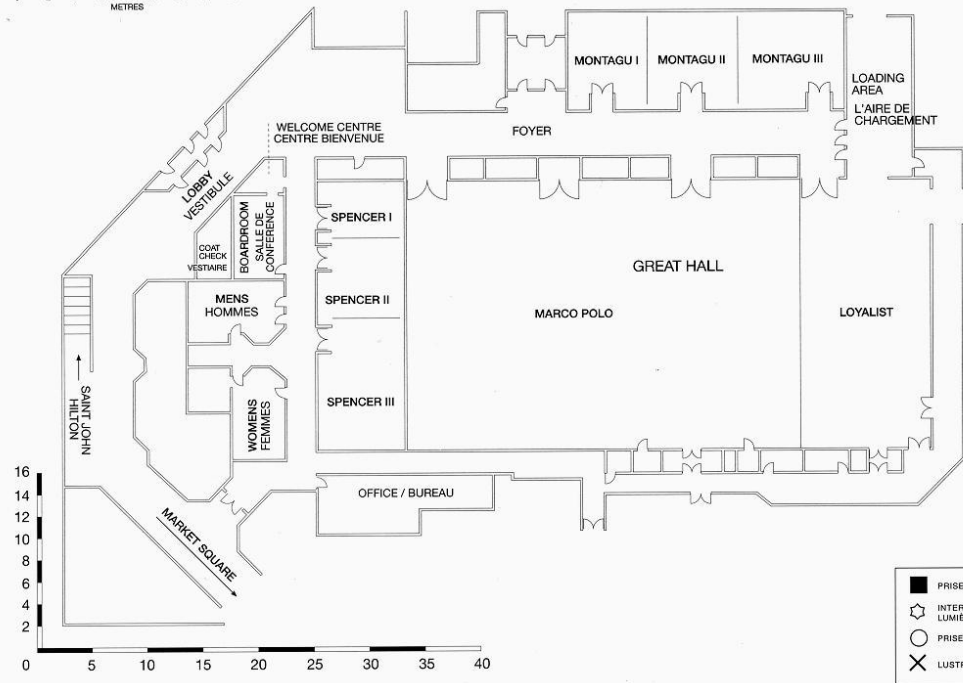 METRES
MONTAGU I
MONTAGU II
MONTAGU III
LOADING
AREA
L'AIRE DE
CHARGEMENT
WELCOME CENTRE
CENTRE BIENVENUE
FOYER
LOBBY
VESTIBULE
BOARDROOM
SALLE DE
CONFERENCE
COAT
CHECK
VESTIAIRE
SPENCER I
GREAT HALL
MENS
HOMMES
SPENCER II
MARCO POLO
LOYALIST
SAINT JOHN
HILTON
WOMENS
FEMMES
SPENCER III
OFFICE / BUREAU
MARKET SQUARE
16
14
12
10
8
6
4
2
0 5 10 15 20 25 30 35 40
PRISE
INTER
LUMIÈ
PRISE
LUST